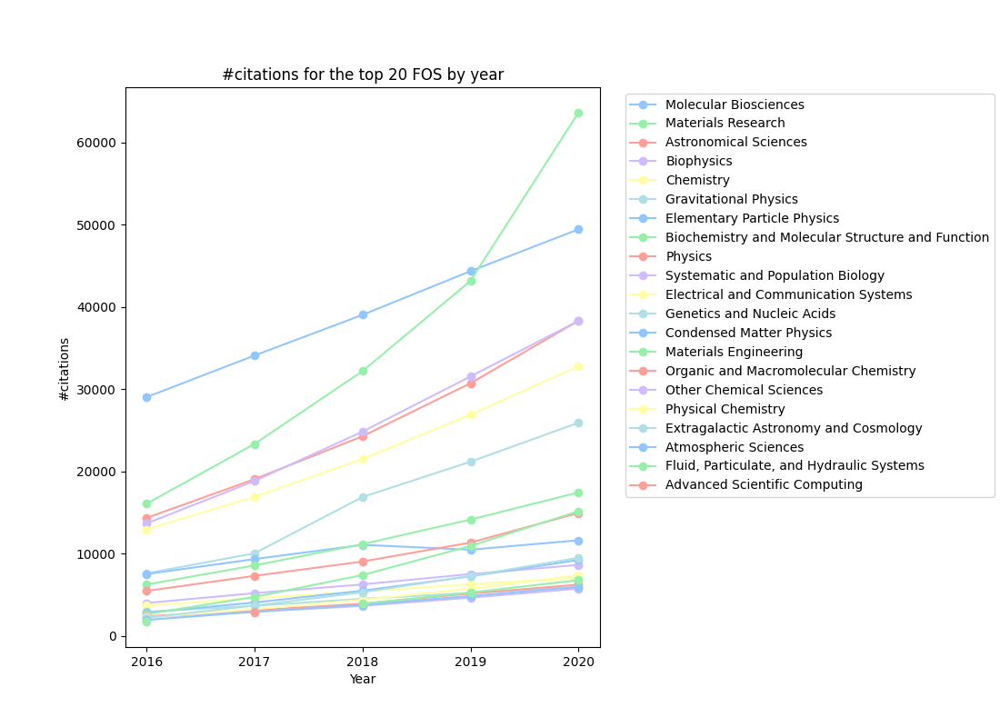 #citations for the top 20 FOS by year
60000
50000
40000
30000
20000
10000
0
#citations
2016 2017 2018 2019 2020
Year
Molecular Biosciences
Materials Research
Astronomical Sciences
Biophysics
Chemistry
Gravitational Physics
Elementary Particle Physics
Biochemistry and Molecular Structure and Function
Physics
Systematic and Population Biology
Electrical and Communication Systems
Genetics and Nucleic Acids
Condensed Matter Physics
Materials Engineering
Organic and Macromolecular Chemistry
Other Chemical Sciences
Physical Chemistry
Extragalactic Astronomy and Cosmology
Atmospheric Sciences
Fluid, Particulate, and Hydraulic Systems
Advanced Scientific Computing